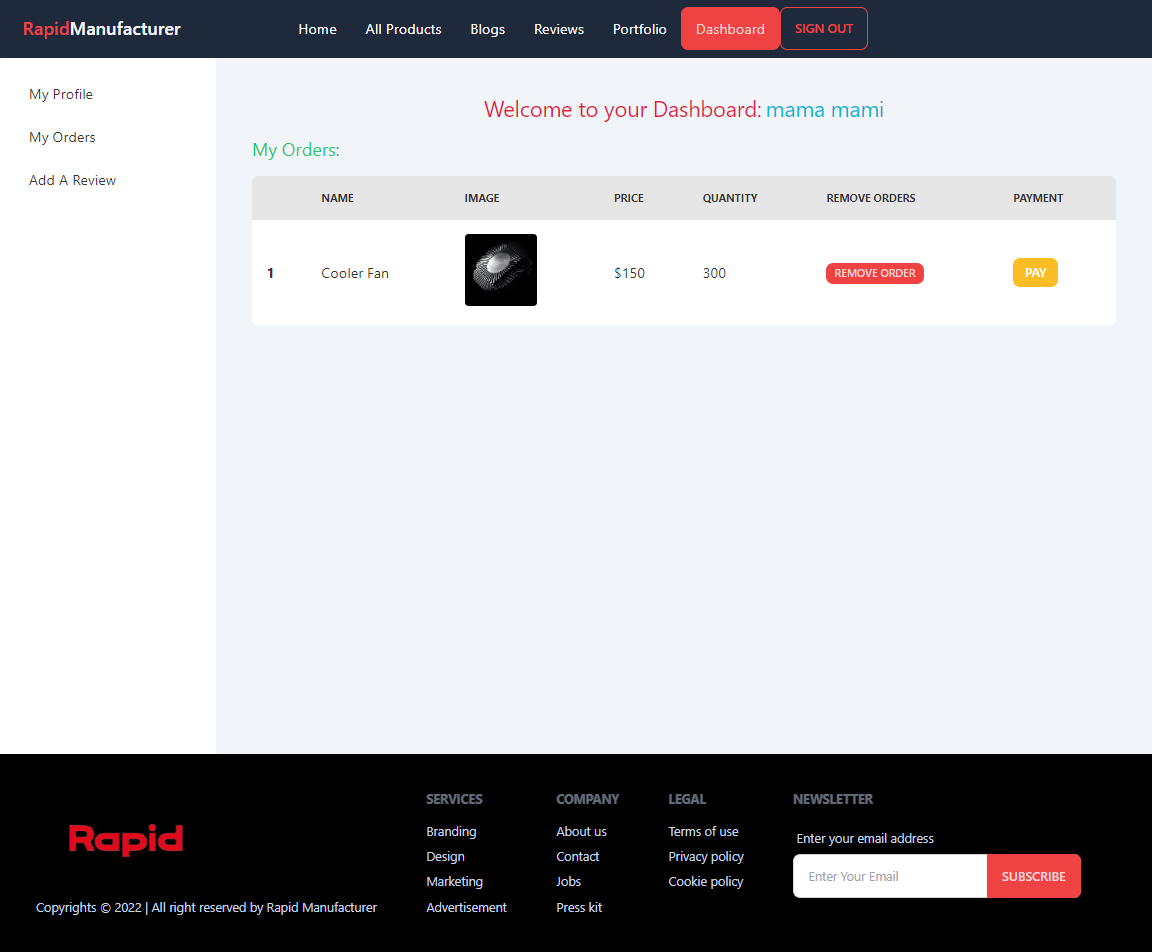 RapidManufacturer Home All Products Blogs Reviews Portfolio Dashboard SIGN OUT
My Profile
My Orders
Add A Review
Welcome to your Dashboard: mama mami
My Orders:
NAME IMAGE PRICE QUANTITY REMOVE ORDERS PAYMENT
1 Cooler Fan $150 300 REMOVE ORDER PAY
Rapid
Copyrights © 2022 | All right reserved by Rapid Manufacturer
SERVICES
Branding
Design
Marketing
Advertisement
COMPANY
About us
Contact
Jobs
Press kit
LEGAL
Terms of use
Privacy policy
Cookie policy
NEWSLETTER
Enter your email address
Enter Your Email SUBSCRIBE